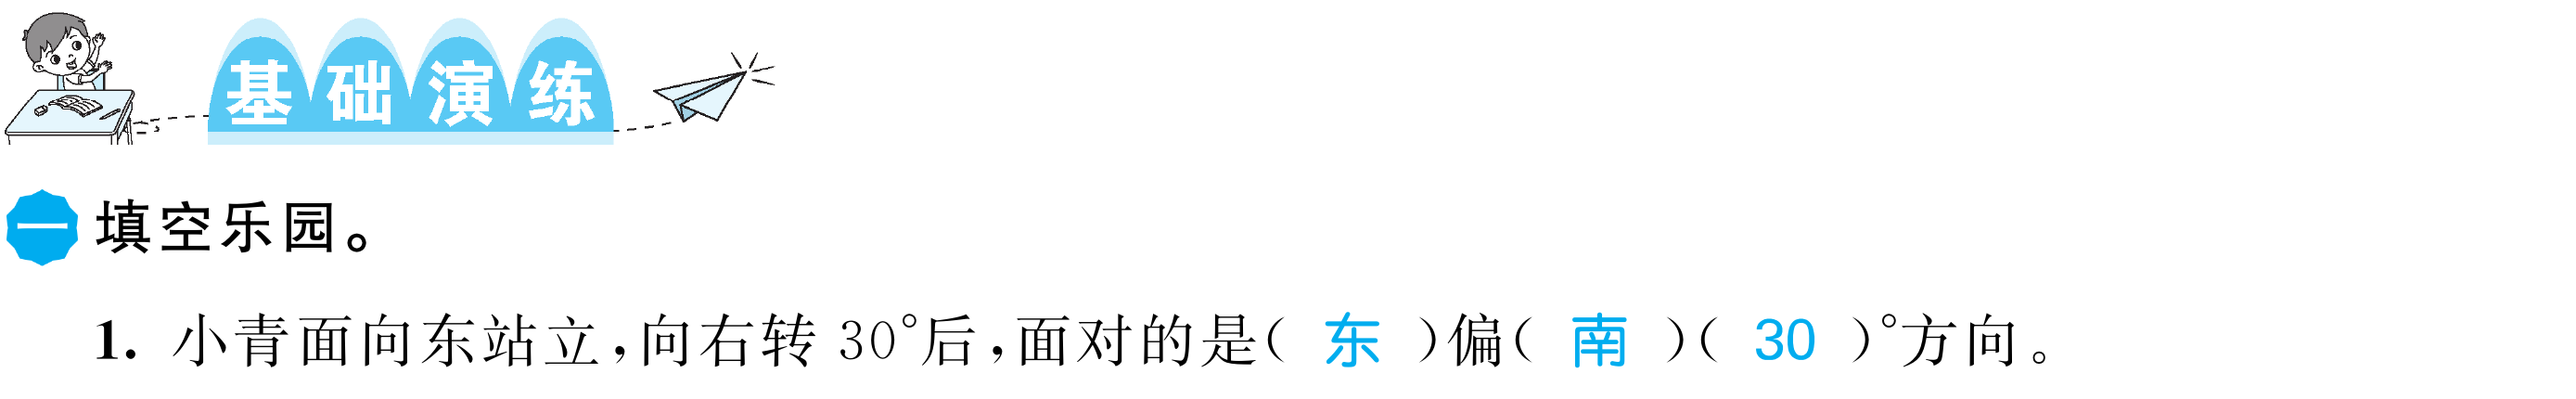 基础演练
一 填空乐园。
1. 小青面向东站立,向右转 30°后,面对的是( 东 )偏( 南 )( 30 )°方向。